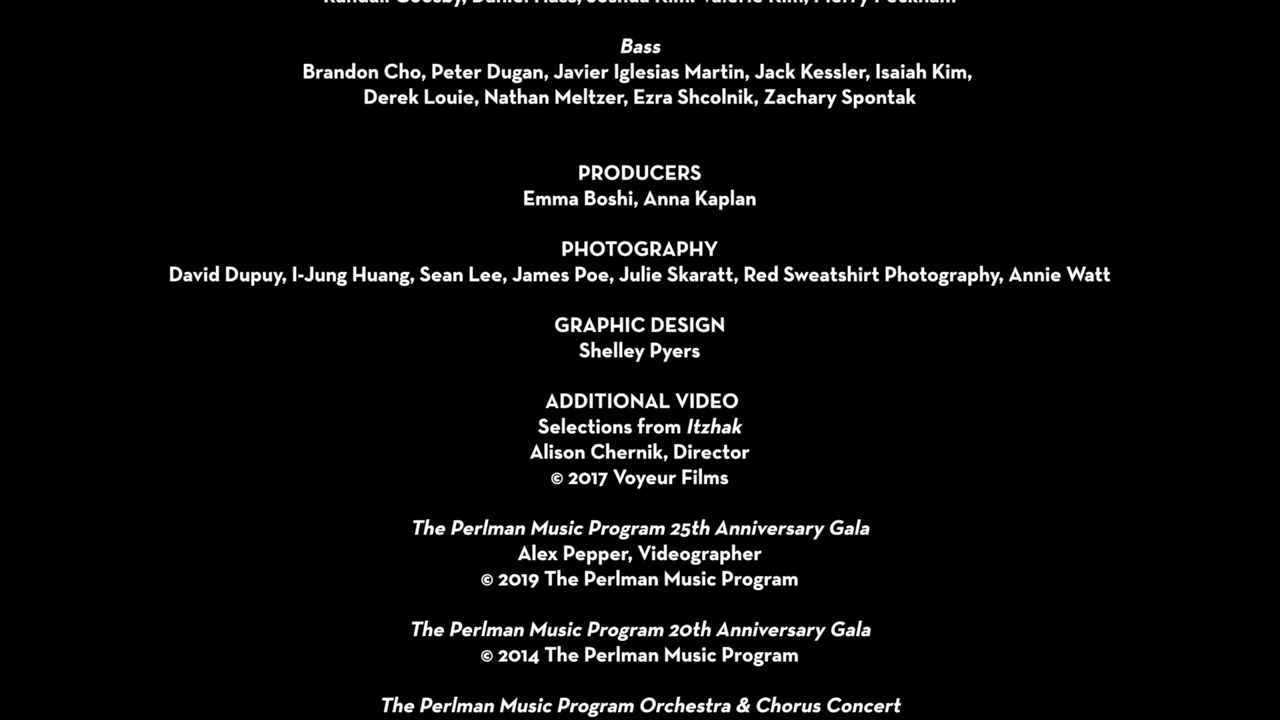 Bass
Brandon Cho, Peter Dugan, Javier Iglesias Martin, Jack Kessler, Isaiah Kim,
Derek Louie, Nathan Meltzer, Ezra Shcolnik, Zachary Spontak
PRODUCERS
Emma Boshi, Anna Kaplan
PHOTOGRAPHY
David Dupuy, I-Jung Huang, Sean Lee, James Poe, Julie Skaratt, Red Sweatshirt Photography, Annie Watt
GRAPHIC DESIGN
Shelley Pyers
ADDITIONAL VIDEO
Selections from Itzhak
Alison Chernik, Director
© 2017 Voyeur Films
The Perlman Music Program 25th Anniversary Gala
Alex Pepper, Videographer
© 2019 The Perlman Music Program
The Perlman Music Program 20th Anniversary Gala
© 2014 The Perlman Music Program
The Perlman Music Program Orchestra & Chorus Concert